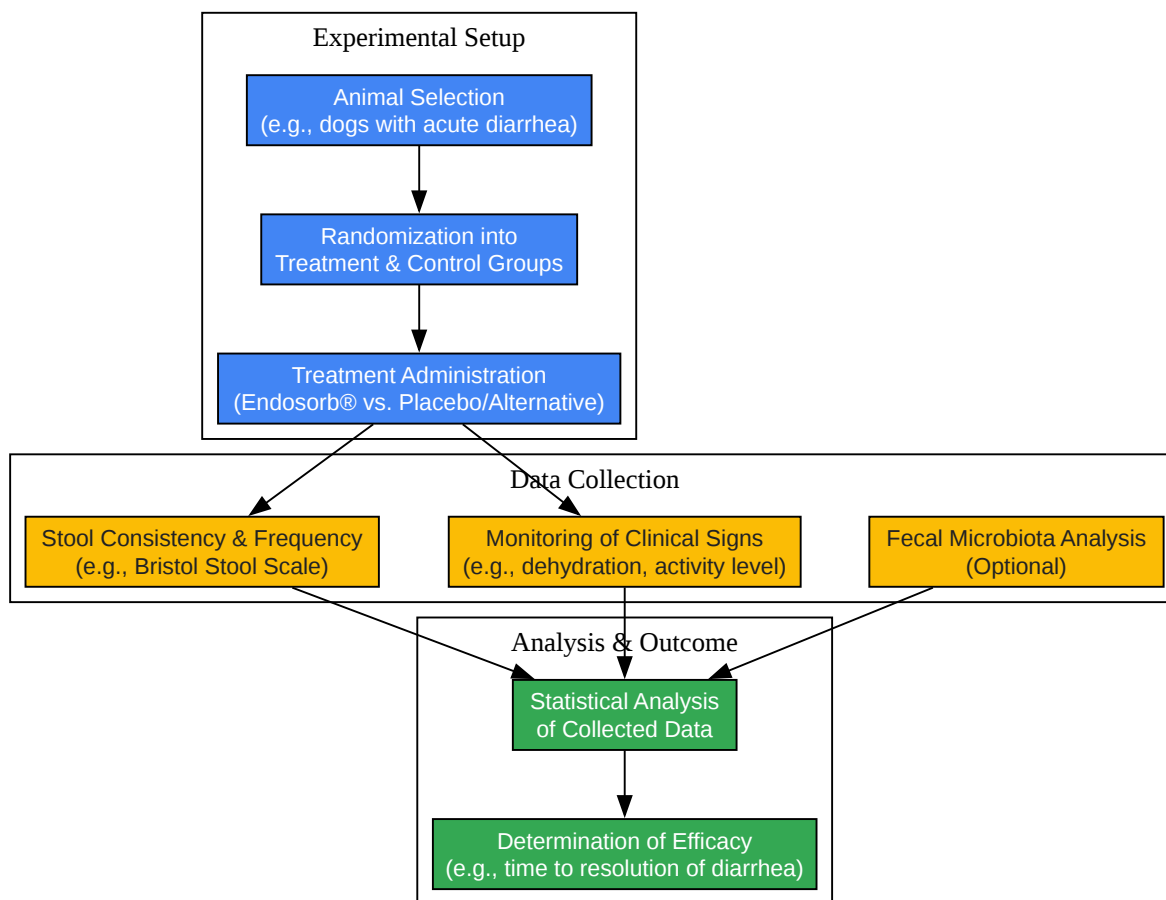 Experimental Setup
Animal Selection
(e.g., dogs with acute diarrhea)
Randomization into
Treatment & Control Groups
Treatment Administration
(Endosorb® vs. Placebo/Alternative)
Data Collection
Stool Consistency & Frequency
(e.g., Bristol Stool Scale)
Monitoring of Clinical Signs
(e.g., dehydration, activity level)
Fecal Microbiota Analysis
(Optional)
Analysis & Outcome
Statistical Analysis
of Collected Data
Determination of Efficacy
(e.g., time to resolution of diarrhea)